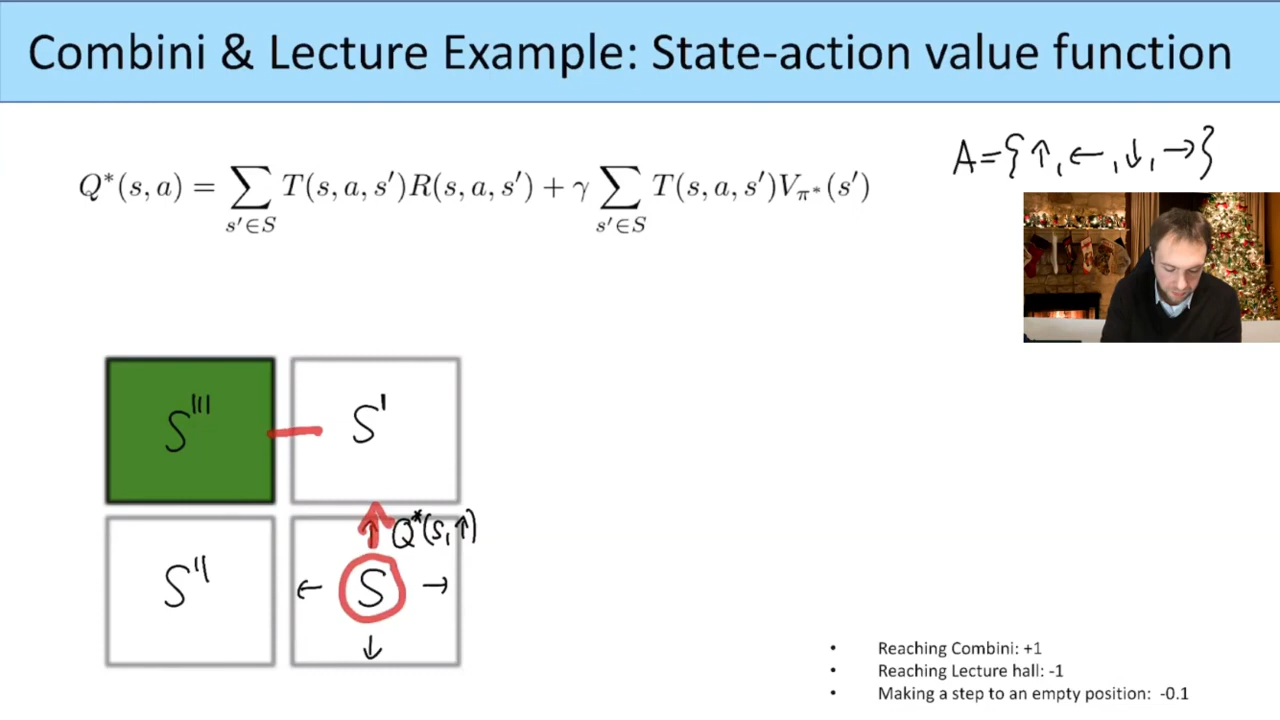 Combini & Lecture Example: State-action value function
A={↑,←,↓,→}
Q*(s, a) = ∑_{s′∈S} T(s, a, s′)R(s, a, s′) + γ ∑_{s′∈S} T(s, a, s′)V_{π*}(s′)
S''' S'
Q*(s,↑)
S'' ← S →
↓
• Reaching Combini: +1
• Reaching Lecture hall: -1
• Making a step to an empty position: -0.1